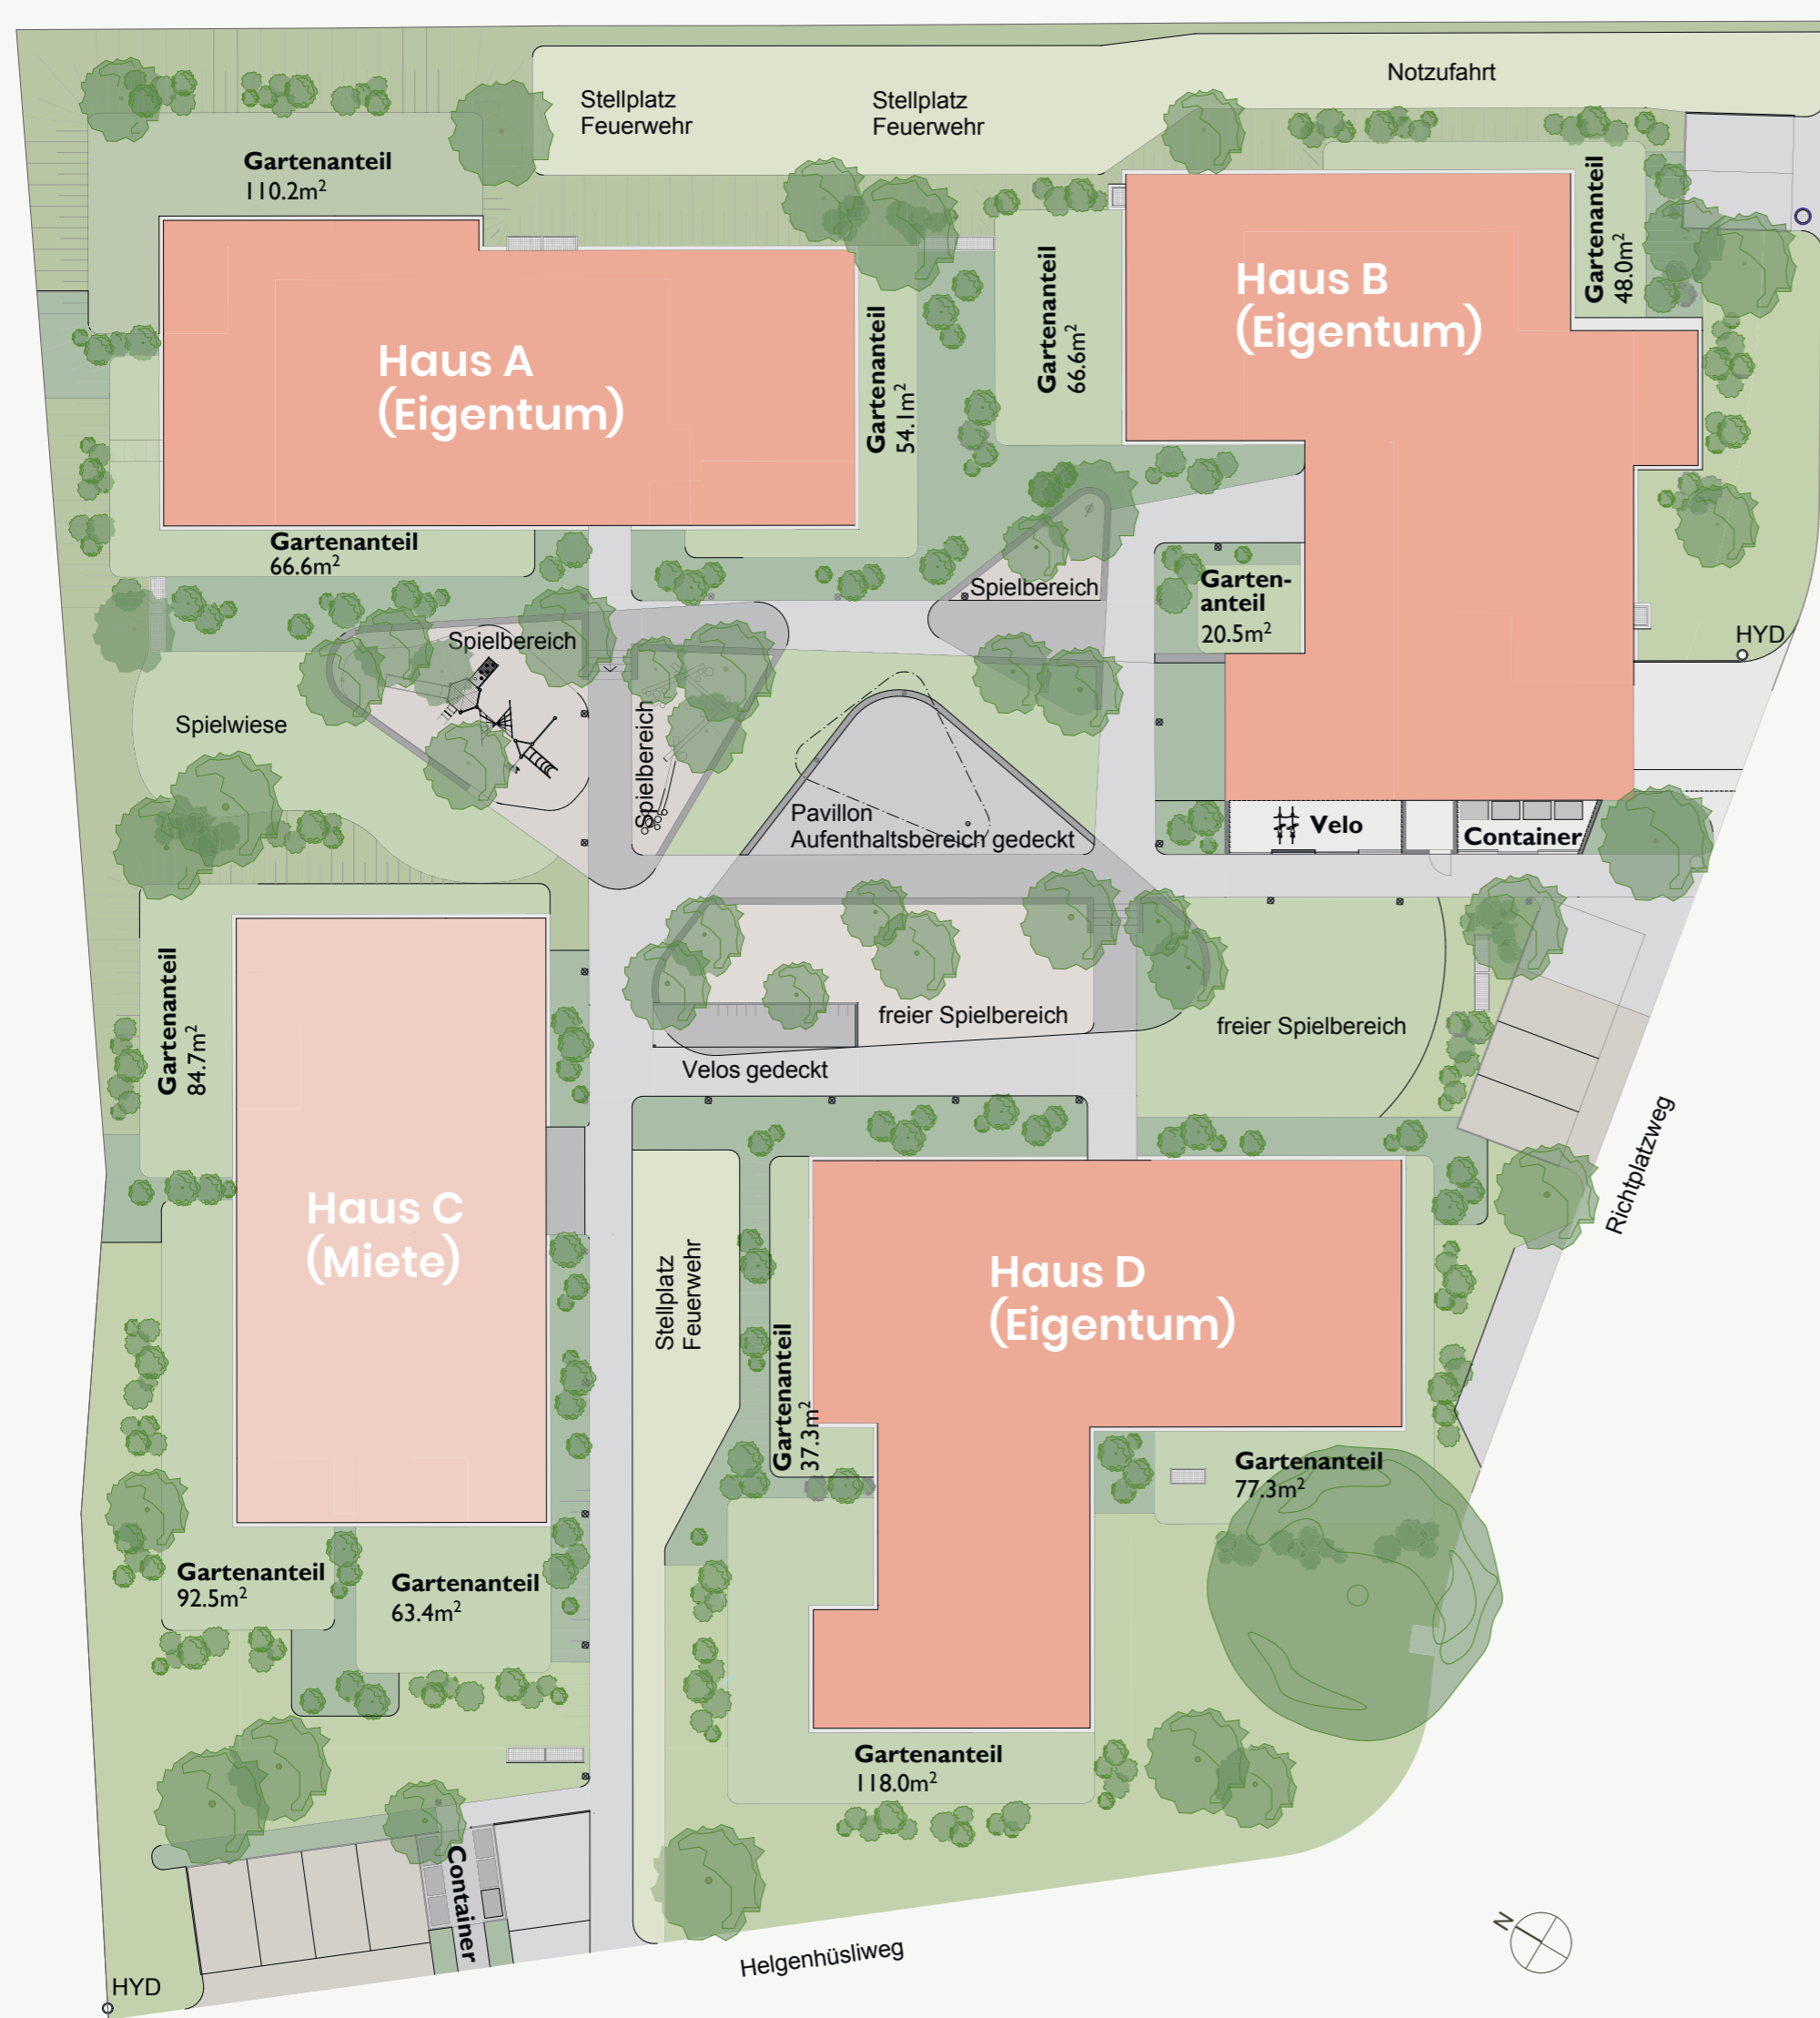 Notzufahrt
Stellplatz
Feuerwehr
Stellplatz
Feuerwehr
Gartenanteil
110.2m²
Gartenanteil
48.0m²
Haus B
(Eigentum)
Gartenanteil
66.6m²
Haus A
(Eigentum)
Gartenanteil
54.1m²
Gartenanteil
66.6m²
Spielbereich
Garten-
anteil
20.5m²
HYD
Spielbereich
Spielwiese
Spielbereich
Pavillon
Aufenthaltsbereich gedeckt
Velo
Container
Gartenanteil
84.7m²
freier Spielbereich
freier Spielbereich
Velos gedeckt
Richtplatzweg
Haus C
(Miete)
Stellplatz
Feuerwehr
Haus D
(Eigentum)
Gartenanteil
37.3m²
Gartenanteil
77.3m²
Gartenanteil
92.5m²
Gartenanteil
63.4m²
Gartenanteil
118.0m²
Container
Helgenhüsliweg
N
HYD